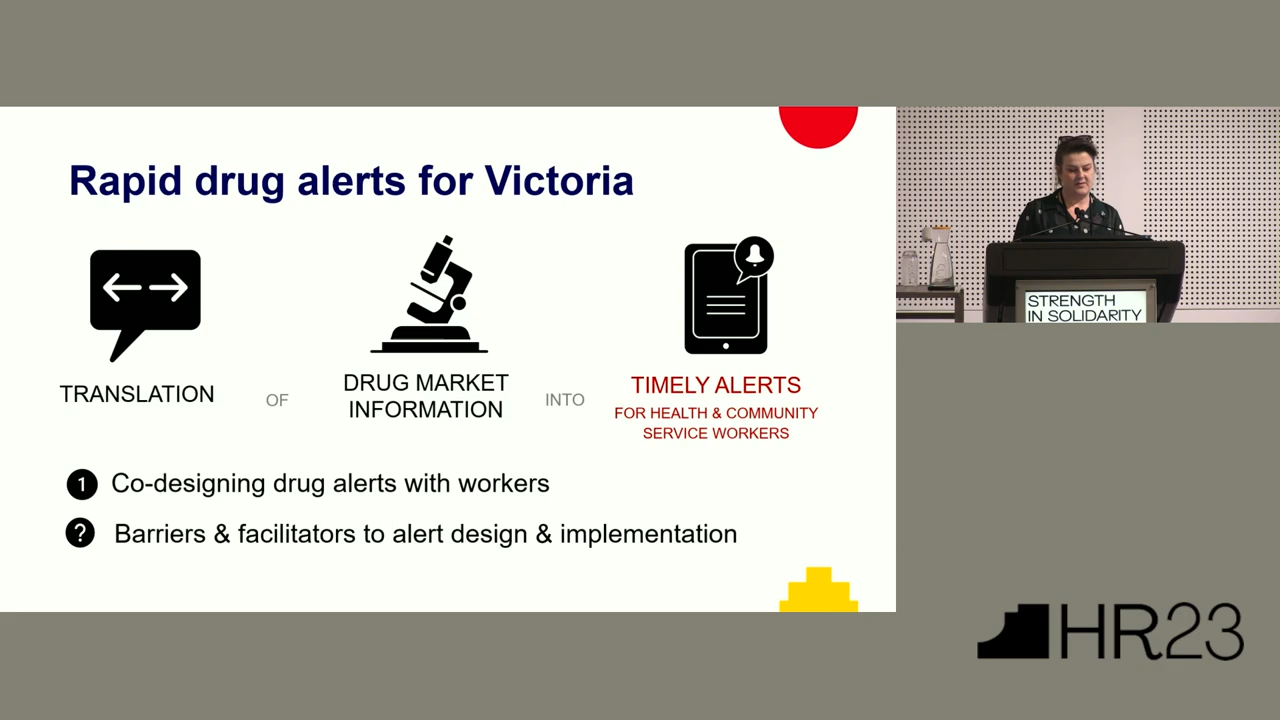 Rapid drug alerts for Victoria
TRANSLATION
OF
DRUG MARKET
INFORMATION
INTO
TIMELY ALERTS
FOR HEALTH & COMMUNITY
SERVICE WORKERS
1 Co-designing drug alerts with workers
? Barriers & facilitators to alert design & implementation
STRENGTH
IN SOLIDARITY
HR23